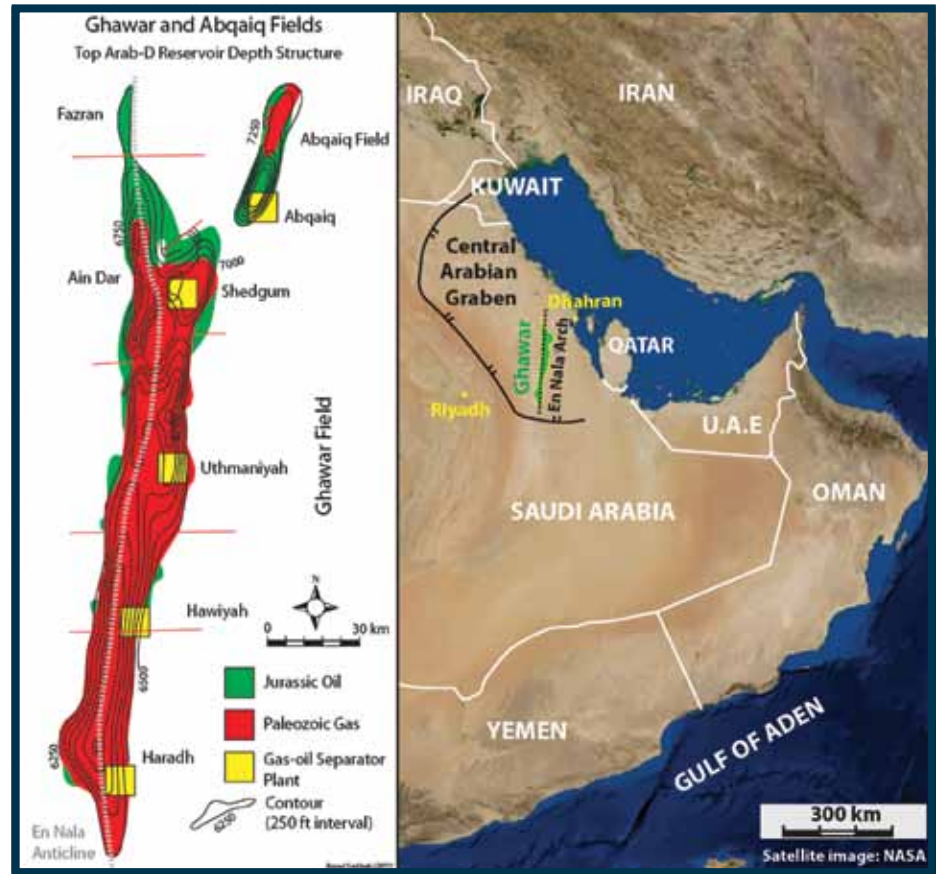 Ghawar and Abqaiq Fields
Top Arab-D Reservoir Depth Structure
Fazran
7250
Abqaiq Field
Abqaiq
6750
7000
Ain Dar
Shedgum
Uthmaniyah
Ghawar Field
Hawiyah
N
0 30 km
6500
Jurassic Oil
Paleozoic Gas
Gas-oil Separator
Plant
Contour
(250 ft interval)
6250
Haradh
6250
En Nala
Anticline
IRAQ
IRAN
KUWAIT
Central
Arabian
Graben
Dhahran
Ghawar
En Nala Arch
QATAR
Riyadh
U.A.E
OMAN
SAUDI ARABIA
YEMEN
GULF OF ADEN
300 km
Satellite image: NASA